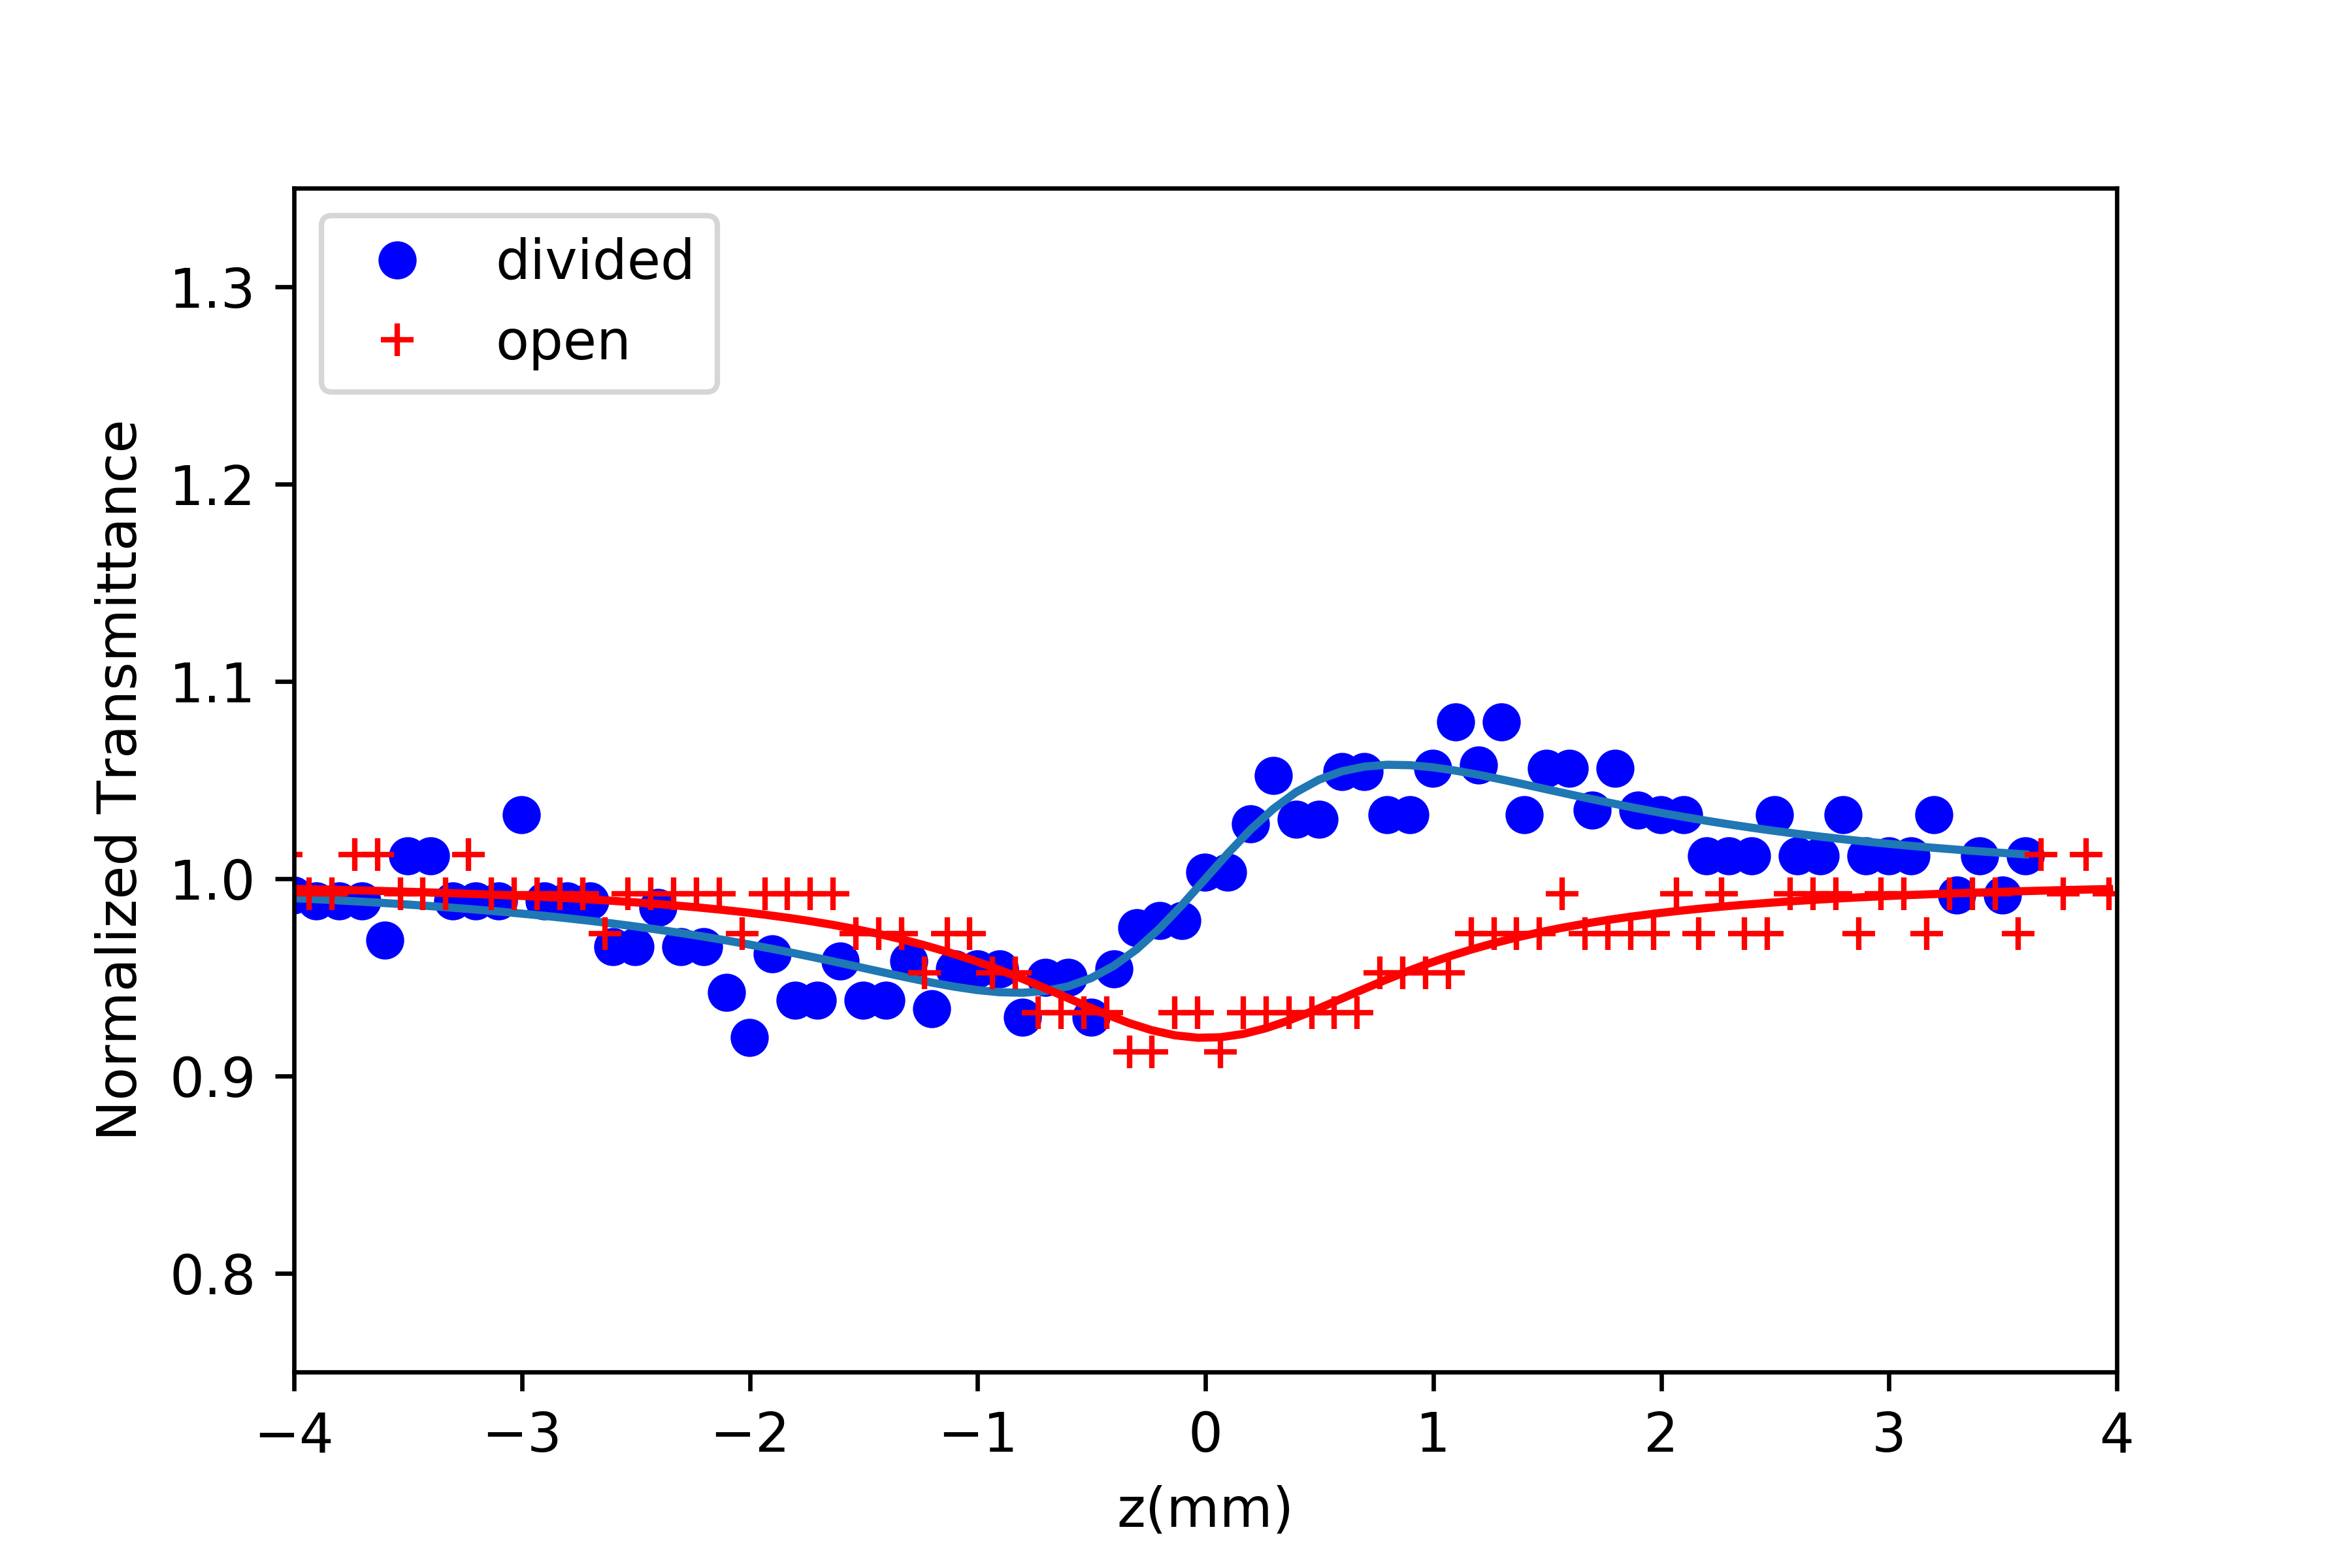 divided
open
Normalized Transmittance
1.3
1.2
1.1
1.0
0.9
0.8
−4 −3 −2 −1 0 1 2 3 4
z(mm)